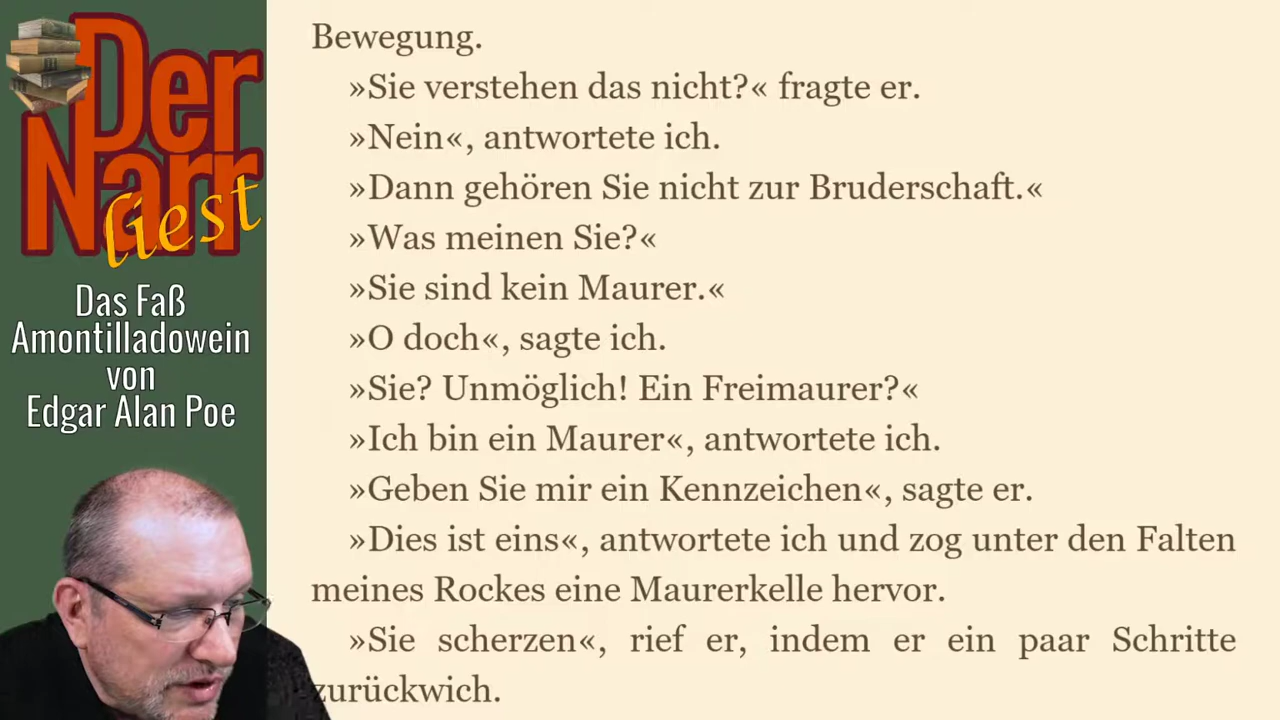 Der
Narr
liest
Das Faß
Amontilladowein
von
Edgar Alan Poe
Bewegung.
»Sie verstehen das nicht?« fragte er.
»Nein«, antwortete ich.
»Dann gehören Sie nicht zur Bruderschaft.«
»Was meinen Sie?«
»Sie sind kein Maurer.«
»O doch«, sagte ich.
»Sie? Unmöglich! Ein Freimaurer?«
»Ich bin ein Maurer«, antwortete ich.
»Geben Sie mir ein Kennzeichen«, sagte er.
»Dies ist eins«, antwortete ich und zog unter den Falten
meines Rockes eine Maurerkelle hervor.
»Sie scherzen«, rief er, indem er ein paar Schritte
zurückwich.